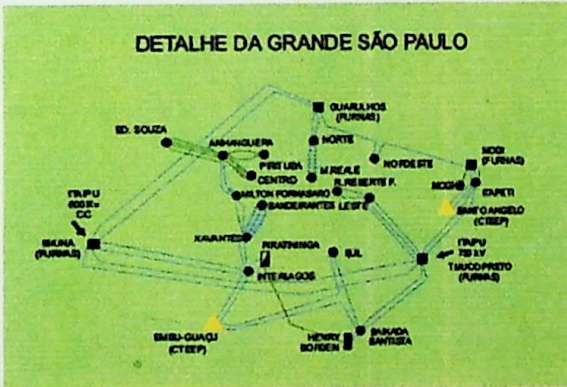 DETALHE DA GRANDE SÃO PAULO
GUARULHOS
(FURNAS)
ED. SOUZA
ANHANGUERA
NORTE
PIRITUBA
CENTRO
NORDESTE
MOGI
(FURNAS)
M.REALE
MOGI
ITAPETI
MILTON FORNASARO
BANDEIRANTES
LESTE
SANTO ANGELO
(CTEEP)
ITAIPU
600 Kv
CC
XAVANTES
PIRATININGA
SUL
ITAIPU
750 kV
IBIUNA
(FURNAS)
INTERLAGOS
TIJUCO PRETO
(FURNAS)
EMBU-GUAÇU
(CTEEP)
HENRY
BORDEN
BAIXADA
SANTISTA